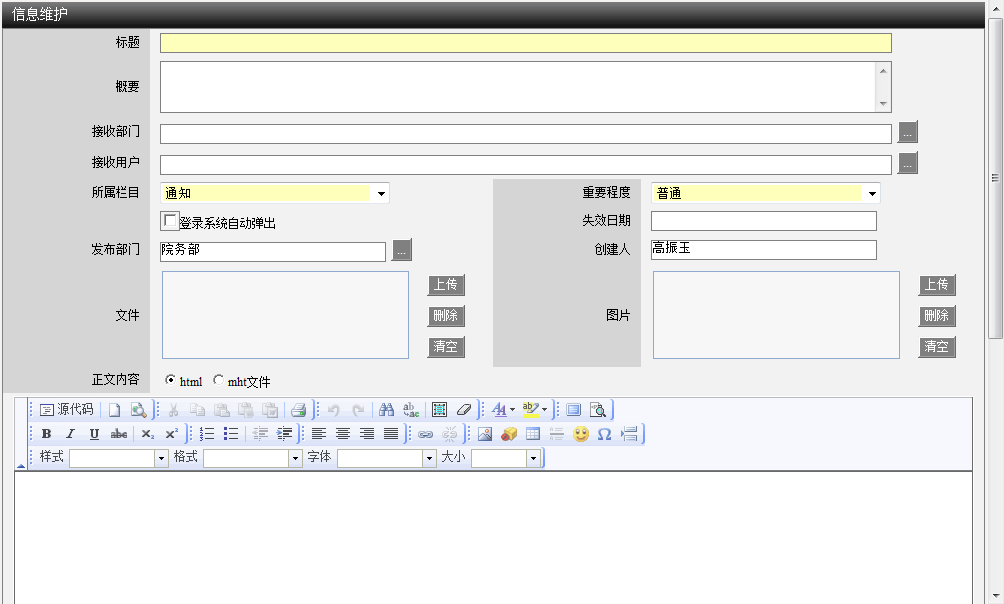 信息维护
标题
概要
接收部门 ...
接收用户 ...
所属栏目 通知 重要程度 普通
登录系统自动弹出 失效日期
发布部门 院务部 ... 创建人 高振玉
上传 上传
文件 删除 图片 删除
清空 清空
正文内容 html mht文件
源代码
B I U abc X₂ X²
样式 格式 字体 大小